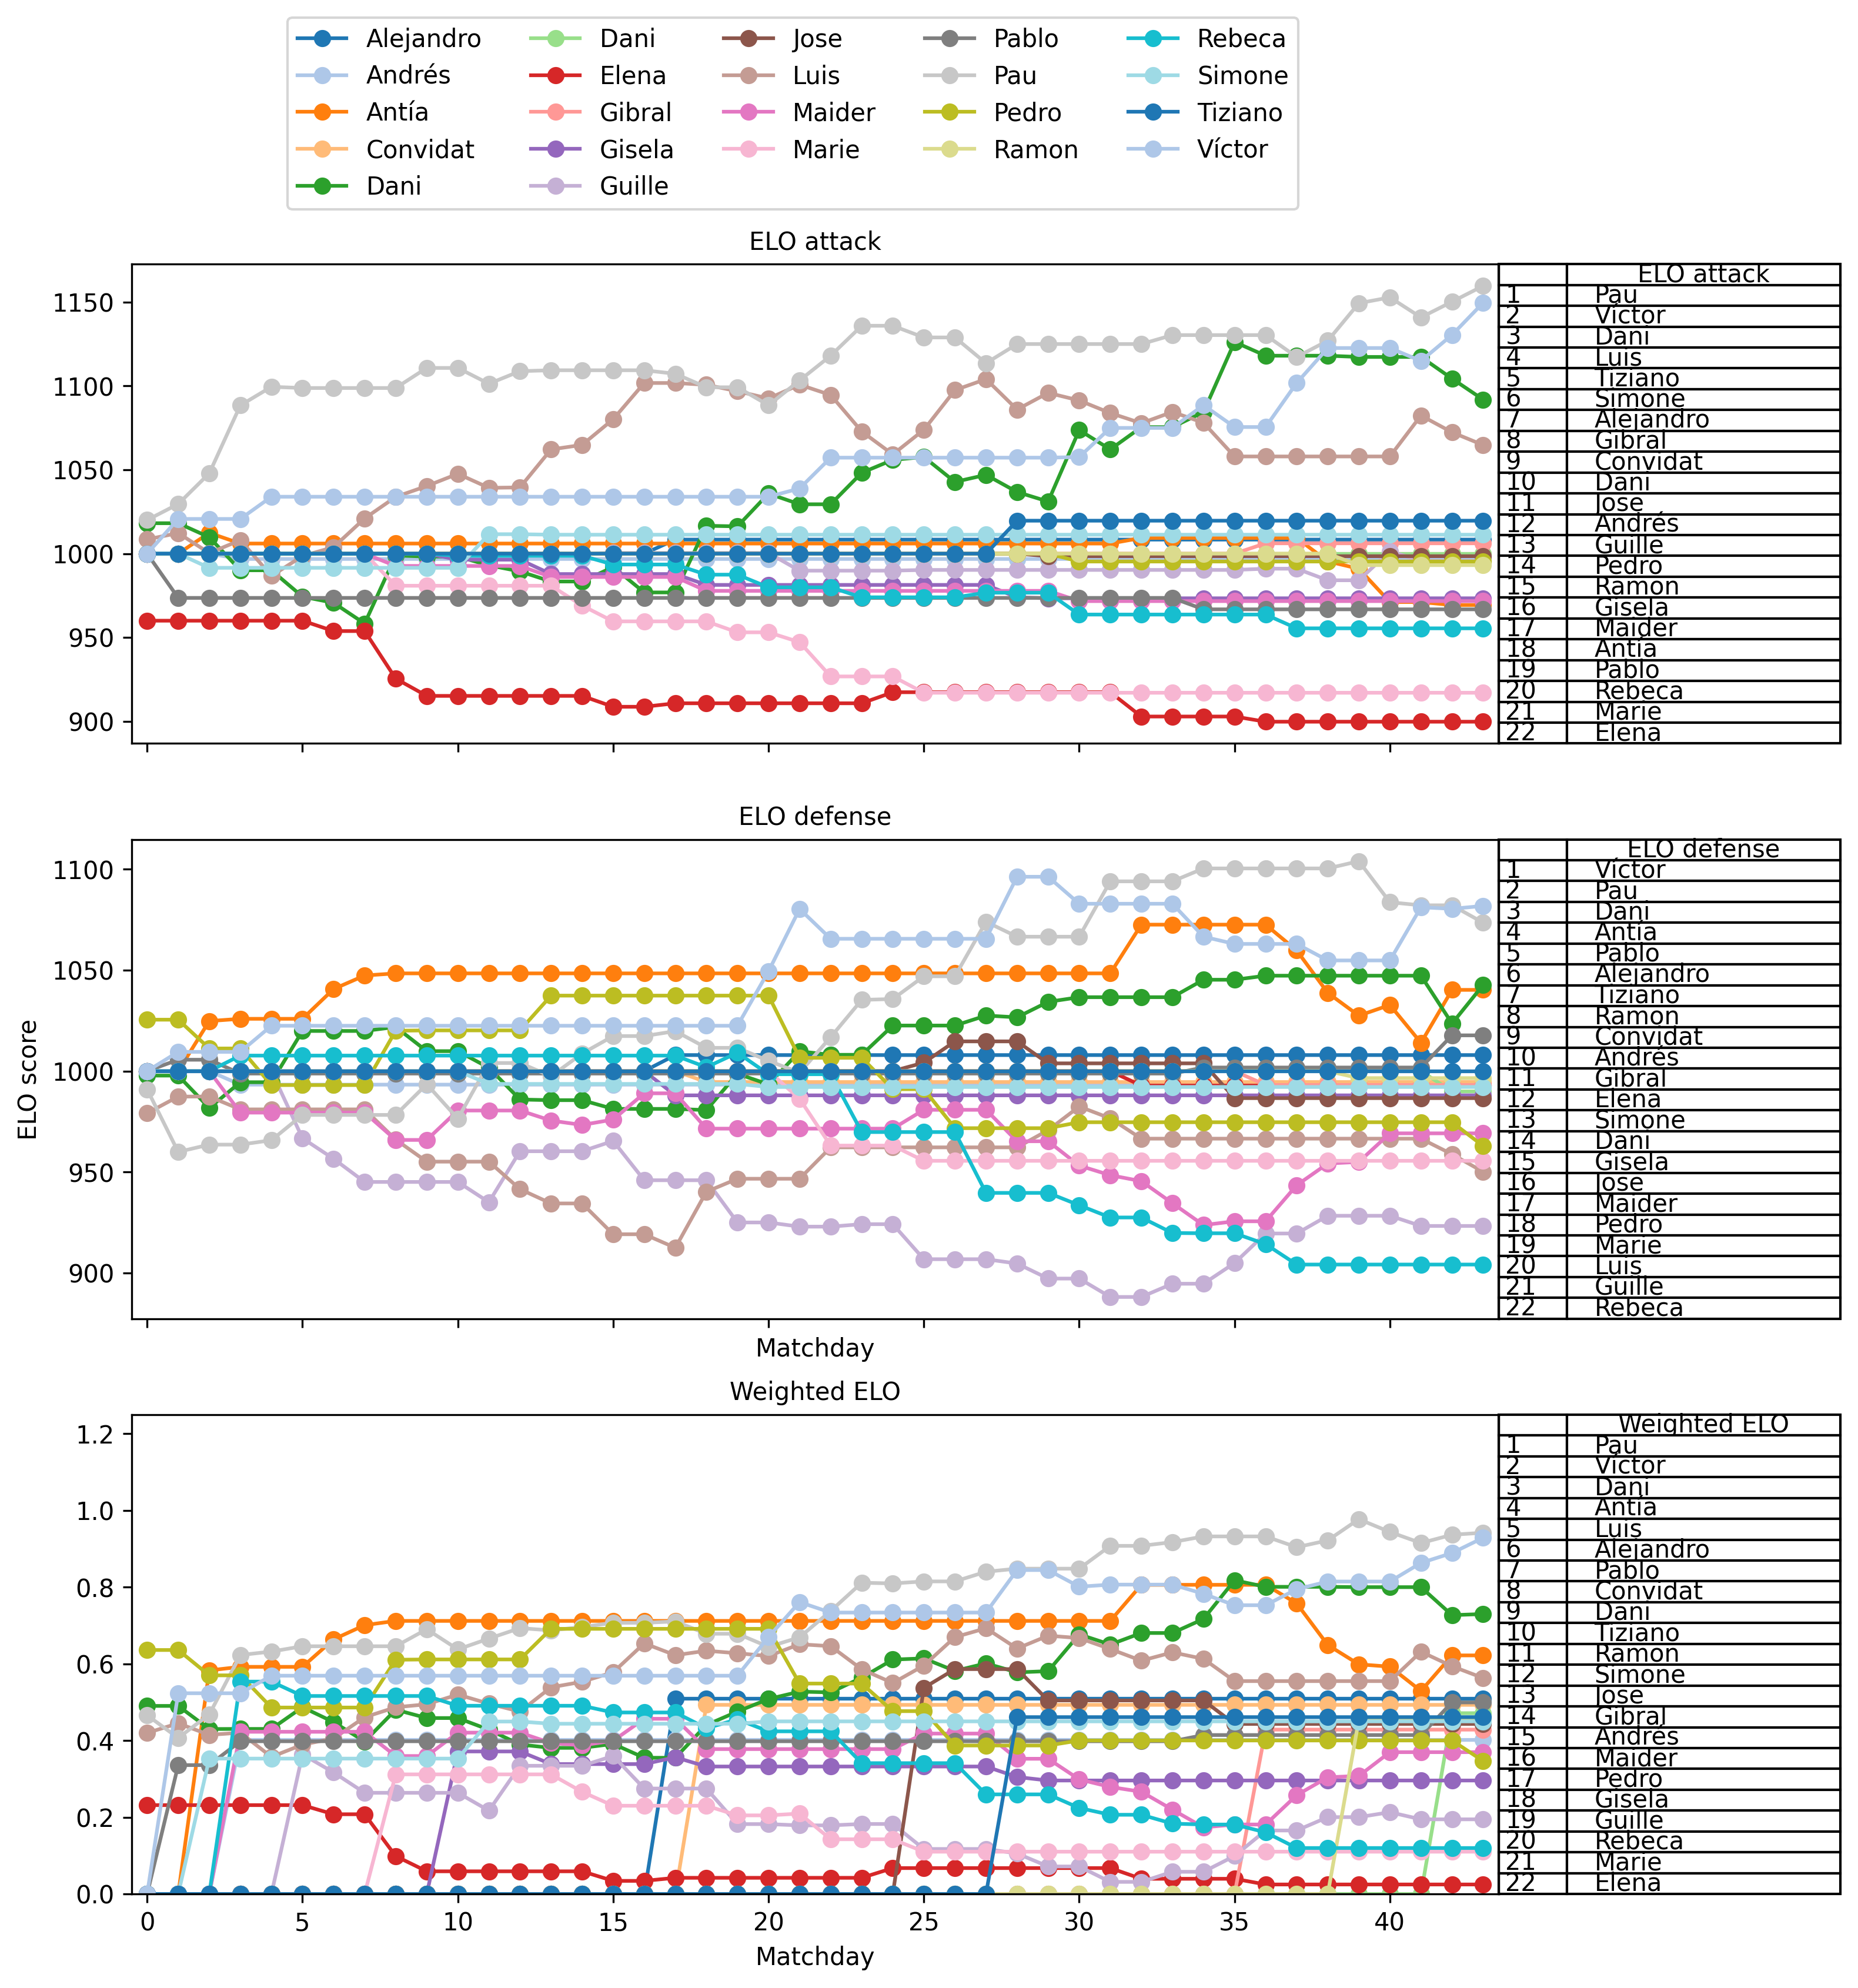 Alejandro Dani Jose Pablo Rebeca
Andrés Elena Luis Pau Simone
Antía Gibral Maider Pedro Tiziano
Convidat Gisela Marie Ramon Víctor
Dani Guille
ELO attack
1150
1100
1050
1000
950
900
ELO attack
1 Pau
2 Víctor
3 Dani
4 Luis
5 Tiziano
6 Simone
7 Alejandro
8 Gibral
9 Convidat
10 Dani
11 Jose
12 Andrés
13 Guille
14 Pedro
15 Ramon
16 Gisela
17 Maider
18 Antía
19 Pablo
20 Rebeca
21 Marie
22 Elena
ELO defense
ELO score
1100
1050
1000
950
900
Matchday
ELO defense
1 Víctor
2 Pau
3 Dani
4 Antía
5 Pablo
6 Alejandro
7 Tiziano
8 Ramon
9 Convidat
10 Andrés
11 Gibral
12 Elena
13 Simone
14 Dani
15 Gisela
16 Jose
17 Maider
18 Pedro
19 Marie
20 Luis
21 Guille
22 Rebeca
Weighted ELO
1.2
1.0
0.8
0.6
0.4
0.2
0.0
0 5 10 15 20 25 30 35 40
Matchday
Weighted ELO
1 Pau
2 Víctor
3 Dani
4 Antía
5 Luis
6 Alejandro
7 Pablo
8 Convidat
9 Dani
10 Tiziano
11 Ramon
12 Simone
13 Jose
14 Gibral
15 Andrés
16 Maider
17 Pedro
18 Gisela
19 Guille
20 Rebeca
21 Marie
22 Elena